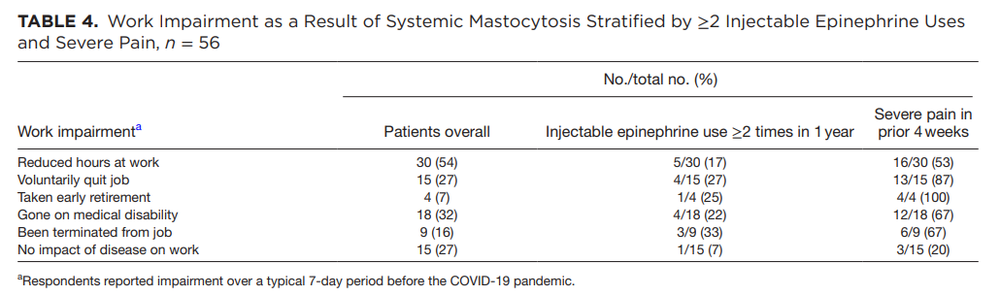 TABLE 4. Work Impairment as a Result of Systemic Mastocytosis Stratified by ≥2 Injectable Epinephrine Uses
and Severe Pain, n = 56
No./total no. (%)
Work impairmentᵃ Patients overall Injectable epinephrine use ≥2 times in 1 year Severe pain in
prior 4 weeks
Reduced hours at work 30 (54) 5/30 (17) 16/30 (53)
Voluntarily quit job 15 (27) 4/15 (27) 13/15 (87)
Taken early retirement 4 (7) 1/4 (25) 4/4 (100)
Gone on medical disability 18 (32) 4/18 (22) 12/18 (67)
Been terminated from job 9 (16) 3/9 (33) 6/9 (67)
No impact of disease on work 15 (27) 1/15 (7) 3/15 (20)
ᵃRespondents reported impairment over a typical 7-day period before the COVID-19 pandemic.